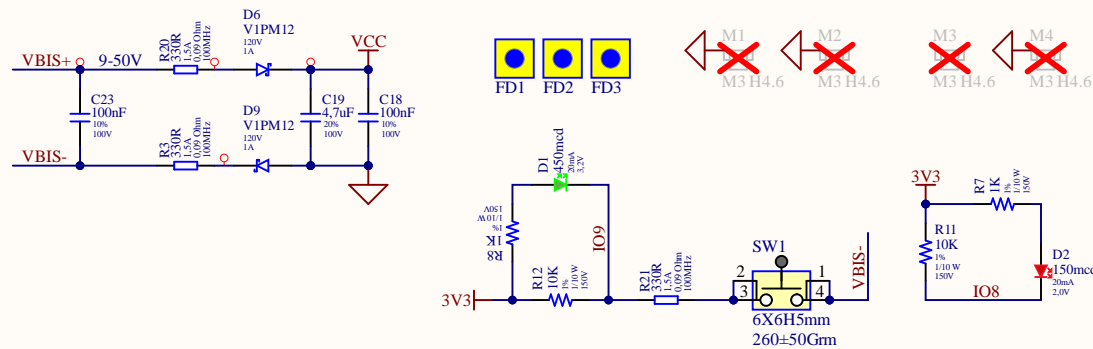 D6
V1PM12
120V
1A
VCC
VBIS+
9-50V
R20
330R
1,5A
0,09 Ohm
100MHz
C23
100nF
10%
100V
C19
4,7uF
20%
100V
C18
100nF
10%
100V
D9
V1PM12
120V
1A
VBIS-
R3
330R
1,5A
0,09 Ohm
100MHz
FD1
FD2
FD3
M1
M3 H4.6
M2
M3 H4.6
M3
M3 H4.6
M4
M3 H4.6
D1
450mcd
20mA
3,2V
R8
1K
1%
1/10 W
150V
IO9
3V3
R12
10K
1%
1/10 W
150V
R21
330R
1,5A
0,09 Ohm
100MHz
SW1
2
1
3
4
6X6H5mm
260±50Grm
VBIS-
3V3
R7
1K
1%
1/10 W
150V
R11
10K
1%
1/10 W
150V
D2
150mcd
20mA
2,0V
IO8